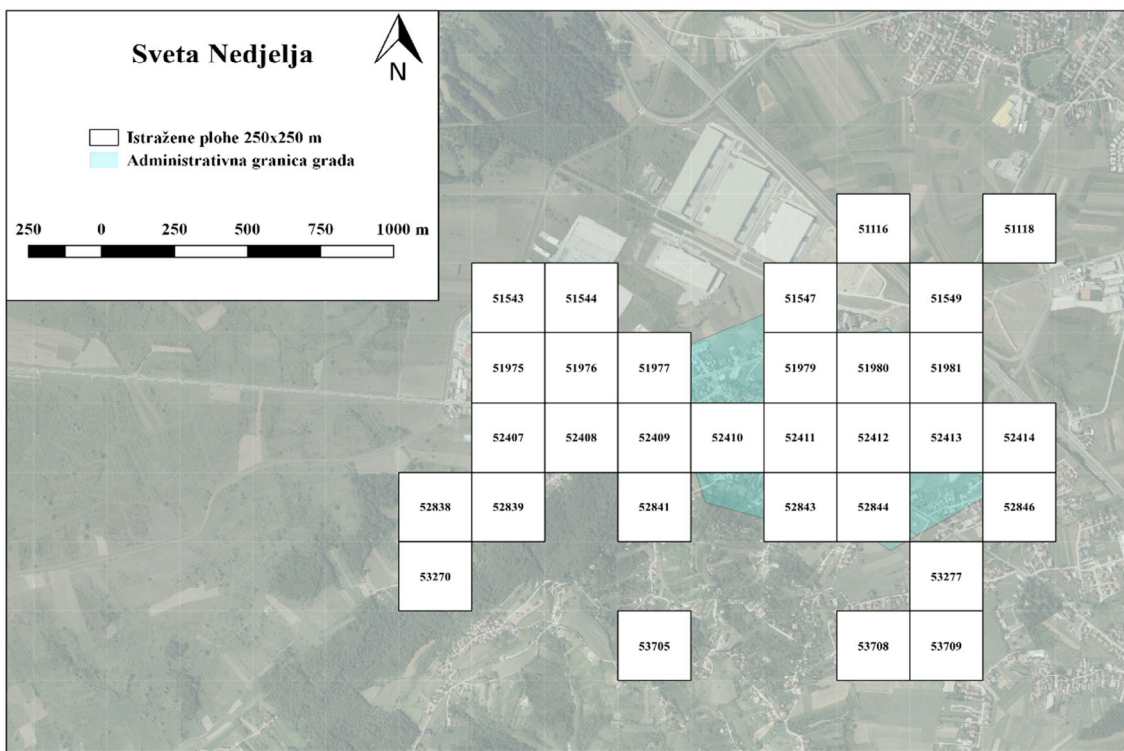 Sveta Nedjelja
N
Istražene plohe 250x250 m
Administrativna granica grada
250 0 250 500 750 1000 m
51116 51118
51543 51544 51547 51549
51975 51976 51977 51979 51980 51981
52407 52408 52409 52410 52411 52412 52413 52414
52838 52839 52841 52843 52844 52846
53270 53277
53705 53708 53709